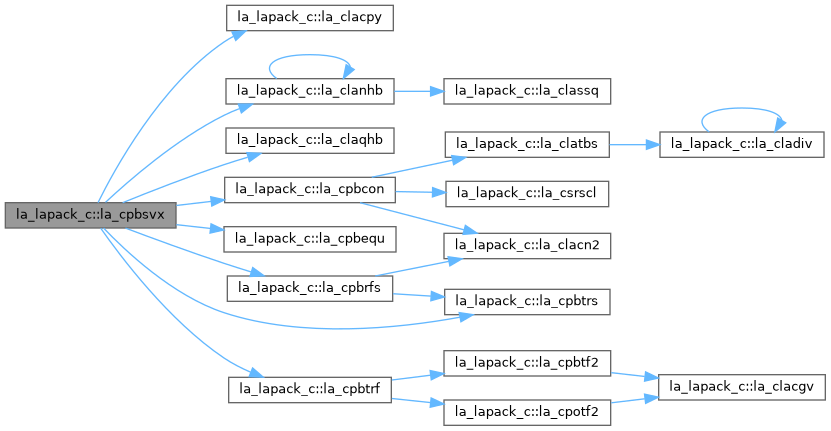 la_lapack_c::la_clacpy
la_lapack_c::la_clanhb
la_lapack_c::la_classq
la_lapack_c::la_claqhb
la_lapack_c::la_clatbs
la_lapack_c::la_cladiv
la_lapack_c::la_cpbcon
la_lapack_c::la_csrscl
la_lapack_c::la_cpbsvx
la_lapack_c::la_cpbequ
la_lapack_c::la_clacn2
la_lapack_c::la_cpbrfs
la_lapack_c::la_cpbtrs
la_lapack_c::la_cpbtf2
la_lapack_c::la_cpbtrf
la_lapack_c::la_clacgv
la_lapack_c::la_cpotf2